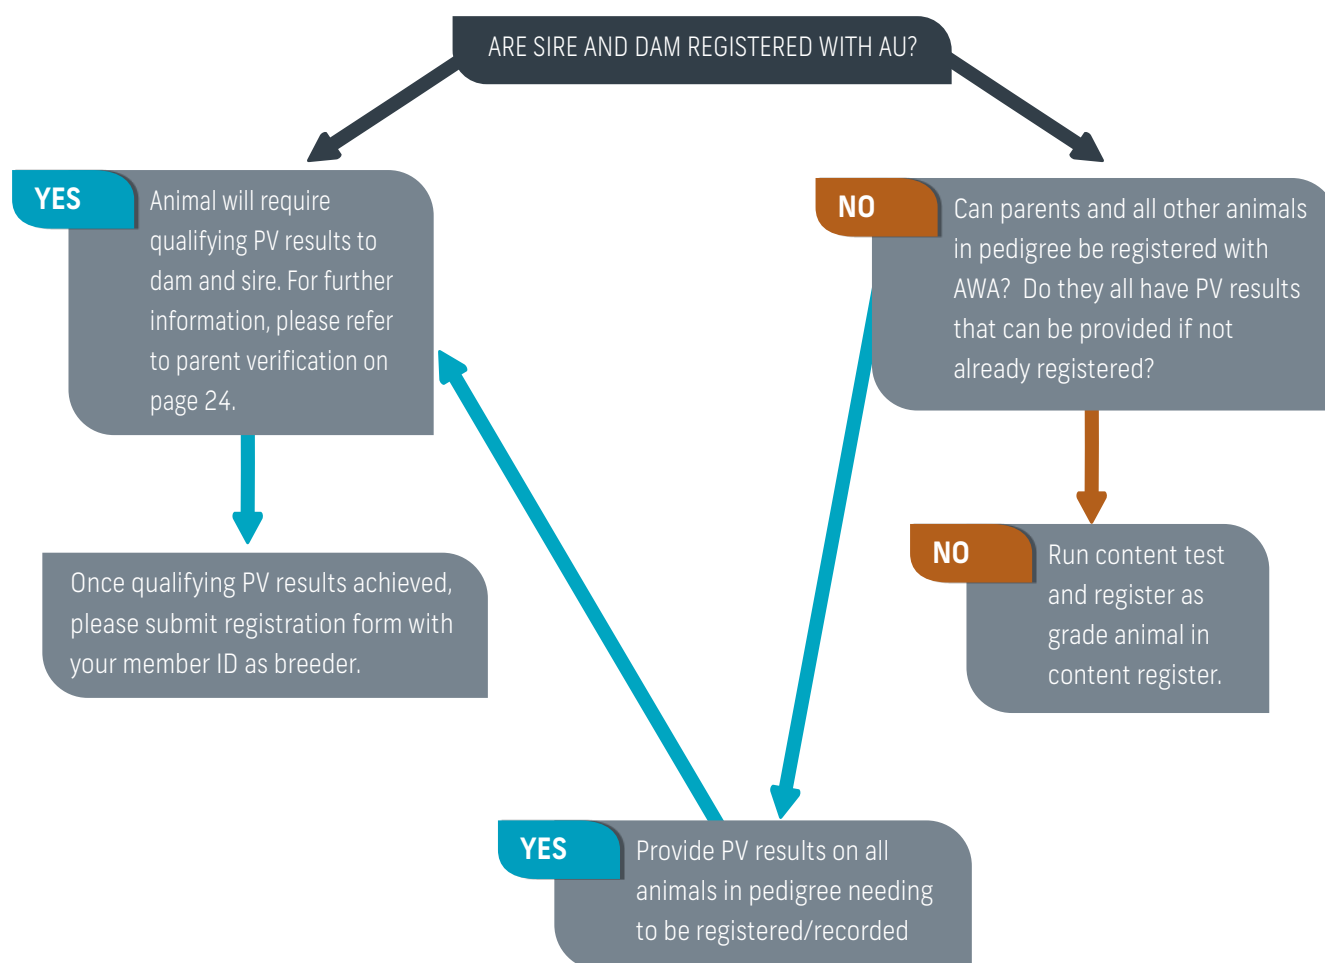 ARE SIRE AND DAM REGISTERED WITH AU?
YES
Animal will require
qualifying PV results to
dam and sire. For further
information, please refer
to parent verification on
page 24.
NO
Can parents and all other animals
in pedigree be registered with
AWA?  Do they all have PV results
that can be provided if not
already registered?
Once qualifying PV results achieved,
please submit registration form with
your member ID as breeder.
NO
Run content test
and register as
grade animal in
content register.
YES
Provide PV results on all
animals in pedigree needing
to be registered/recorded